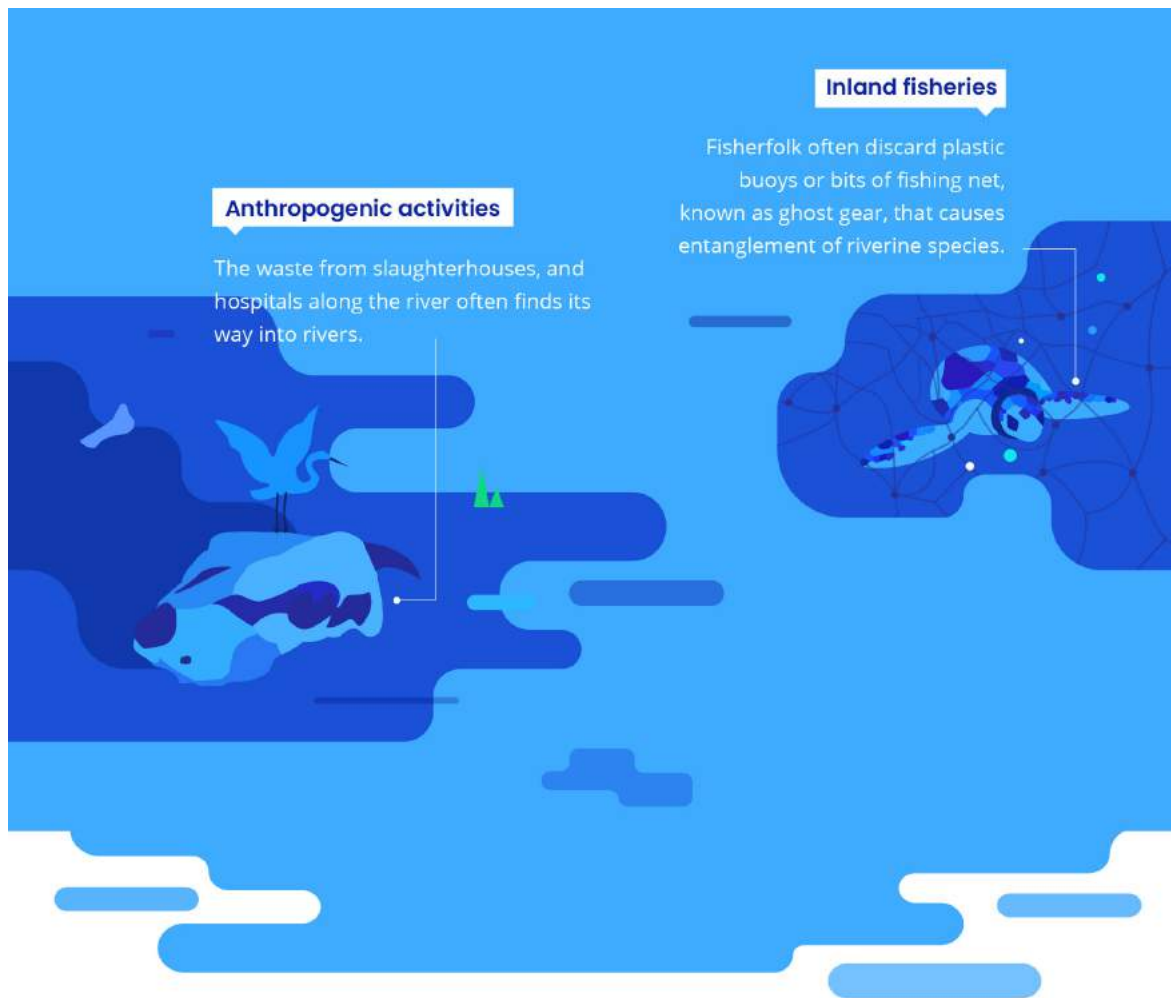 Inland fisheries
Fisherfolk often discard plastic
buoys or bits of fishing net,
known as ghost gear, that causes
entanglement of riverine species.
Anthropogenic activities
The waste from slaughterhouses, and
hospitals along the river often finds its
way into rivers.